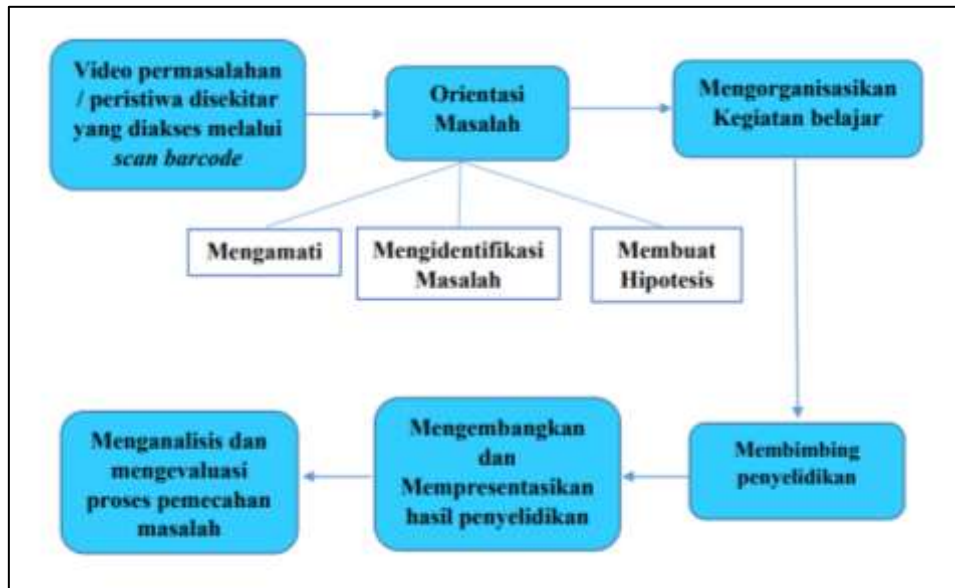 Video permasalahan
/ peristiwa disekitar
yang diakses melalui
scan barcode
Orientasi
Masalah
Mengorganisasikan
Kegiatan belajar
Mengamati
Mengidentifikasi
Masalah
Membuat
Hipotesis
Membimbing
penyelidikan
Mengembangkan
dan
Mempresentasikan
hasil penyelidikan
Menganalisis dan
mengevaluasi
proses pemecahan
masalah